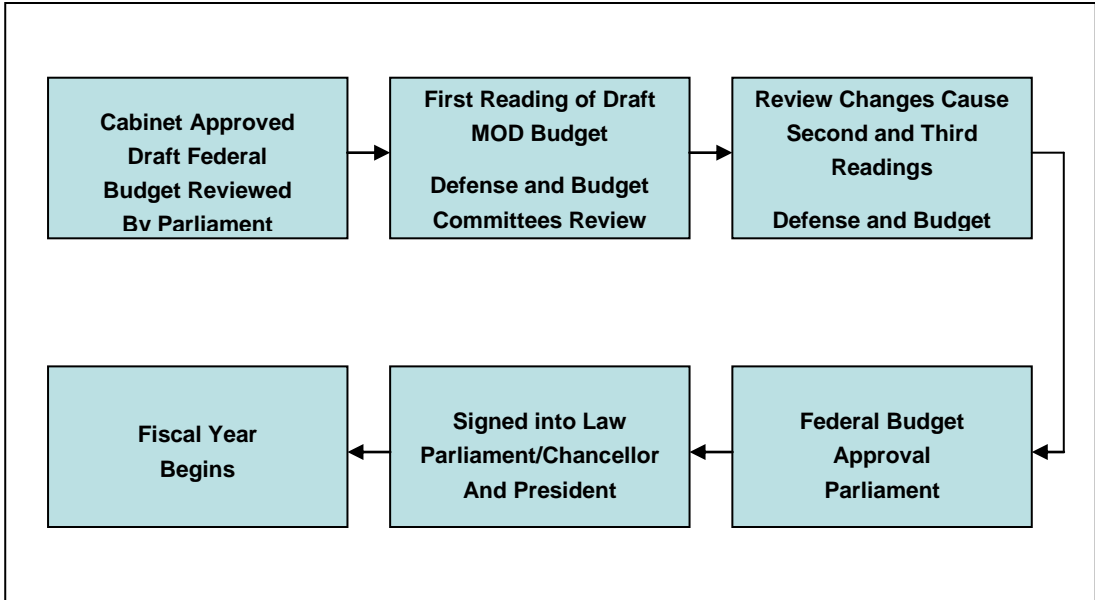 Cabinet Approved
Draft Federal
Budget Reviewed
By Parliament
First Reading of Draft
MOD Budget
Defense and Budget
Committees Review
Review Changes Cause
Second and Third
Readings
Defense and Budget
Federal Budget
Approval
Parliament
Signed into Law
Parliament/Chancellor
And President
Fiscal Year
Begins